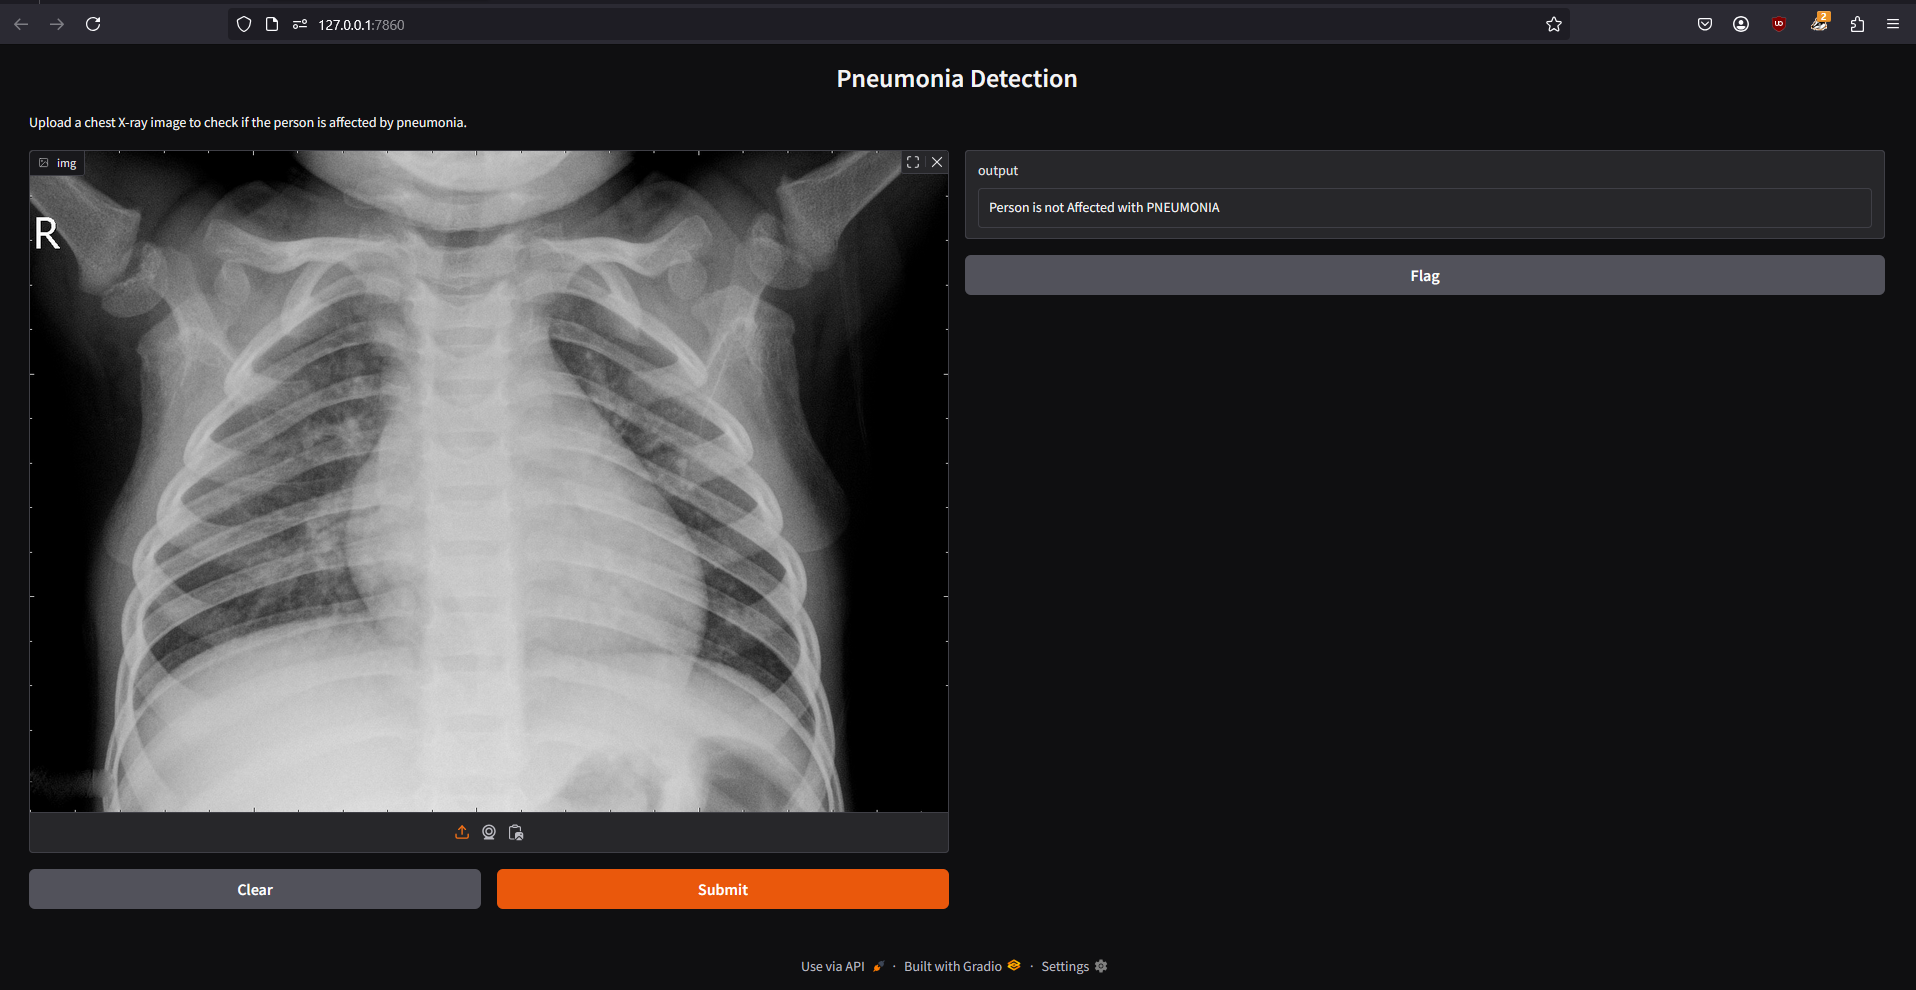 127.0.0.1:7860
2
Pneumonia Detection
Upload a chest X-ray image to check if the person is affected by pneumonia.
img
R
output
Person is not Affected with PNEUMONIA
Flag
Clear
Submit
Use via API · Built with Gradio · Settings